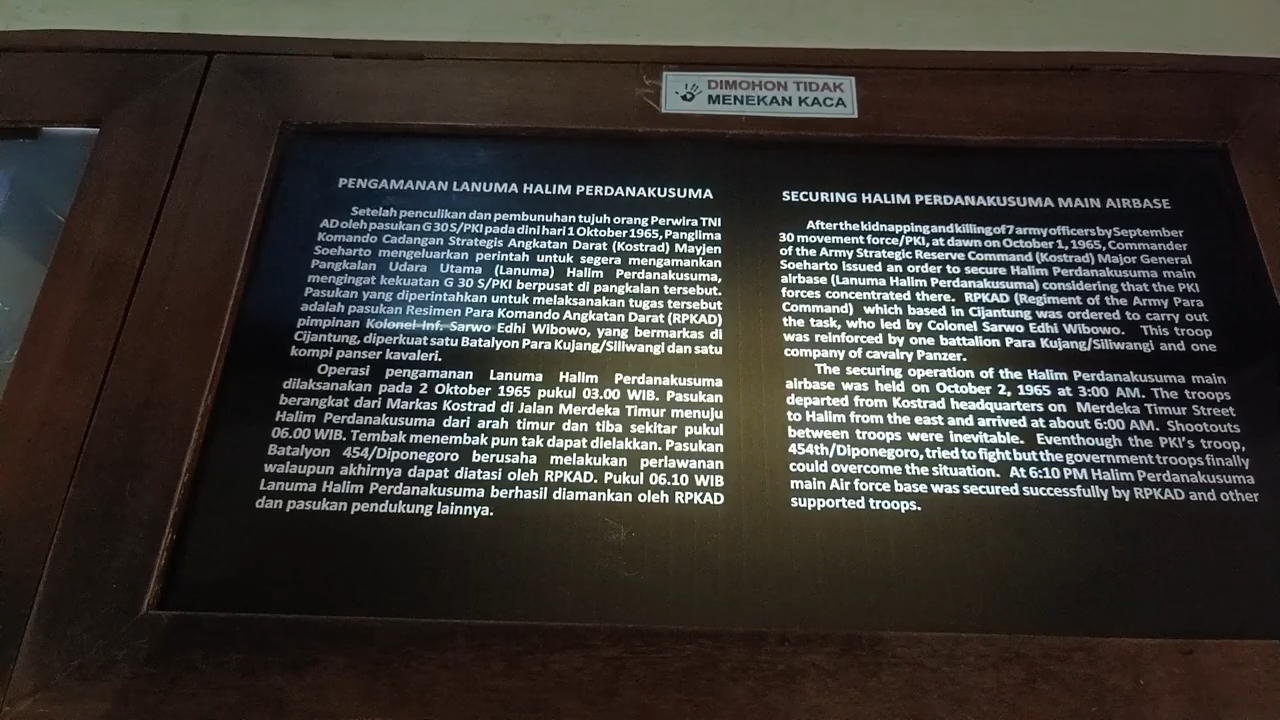 DIMOHON TIDAK
MENEKAN KACA
PENGAMANAN LANUMA HALIM PERDANAKUSUMA
Setelah penculikan dan pembunuhan tujuh orang Perwira TNI
AD oleh pasukan G 30 S/PKI pada dini hari 1 Oktober 1965, Panglima
Komando Cadangan Strategis Angkatan Darat (Kostrad) Mayjen
Soeharto mengeluarkan perintah untuk segera mengamankan
Pangkalan Udara Utama (Lanuma) Halim Perdanakusuma,
mengingat kekuatan G 30 S/PKI berpusat di pangkalan tersebut.
Pasukan yang diperintahkan untuk melaksanakan tugas tersebut
adalah pasukan Resimen Para Komando Angkatan Darat (RPKAD)
pimpinan Kolonel Inf. Sarwo Edhi Wibowo, yang bermarkas di
Cijantung, diperkuat satu Batalyon Para Kujang/Siliwangi dan satu
kompi panser kavaleri.
Operasi pengamanan Lanuma Halim Perdanakusuma
dilaksanakan pada 2 Oktober 1965 pukul 03.00 WIB. Pasukan
berangkat dari Markas Kostrad di Jalan Merdeka Timur menuju
Halim Perdanakusuma dari arah timur dan tiba sekitar pukul
06.00 WIB. Tembak menembak pun tak dapat dielakkan. Pasukan
Batalyon 454/Diponegoro berusaha melakukan perlawanan
walaupun akhirnya dapat diatasi oleh RPKAD. Pukul 06.10 WIB
Lanuma Halim Perdanakusuma berhasil diamankan oleh RPKAD
dan pasukan pendukung lainnya.
SECURING HALIM PERDANAKUSUMA MAIN AIRBASE
After the kidnapping and killing of 7 army officers by September
30 movement force/PKI, at dawn on October 1, 1965, Commander
of the Army Strategic Reserve Command (Kostrad) Major General
Soeharto issued an order to secure Halim Perdanakusuma main
airbase (Lanuma Halim Perdanakusuma) considering that the PKI
forces concentrated there. RPKAD (Regiment of the Army Para
Command) which based in Cijantung was ordered to carry out
the task, who led by Colonel Sarwo Edhi Wibowo. This troop
was reinforced by one battalion Para Kujang/Siliwangi and one
company of cavalry Panzer.
The securing operation of the Halim Perdanakusuma main
airbase was held on October 2, 1965 at 3:00 AM. The troops
departed from Kostrad headquarters on Merdeka Timur Street
to Halim from the east and arrived at about 6:00 AM. Shootouts
between troops were inevitable. Eventhough the PKI's troop,
454th/Diponegoro, tried to fight but the government troops finally
could overcome the situation. At 6:10 PM Halim Perdanakusuma
main Air force base was secured successfully by RPKAD and other
supported troops.